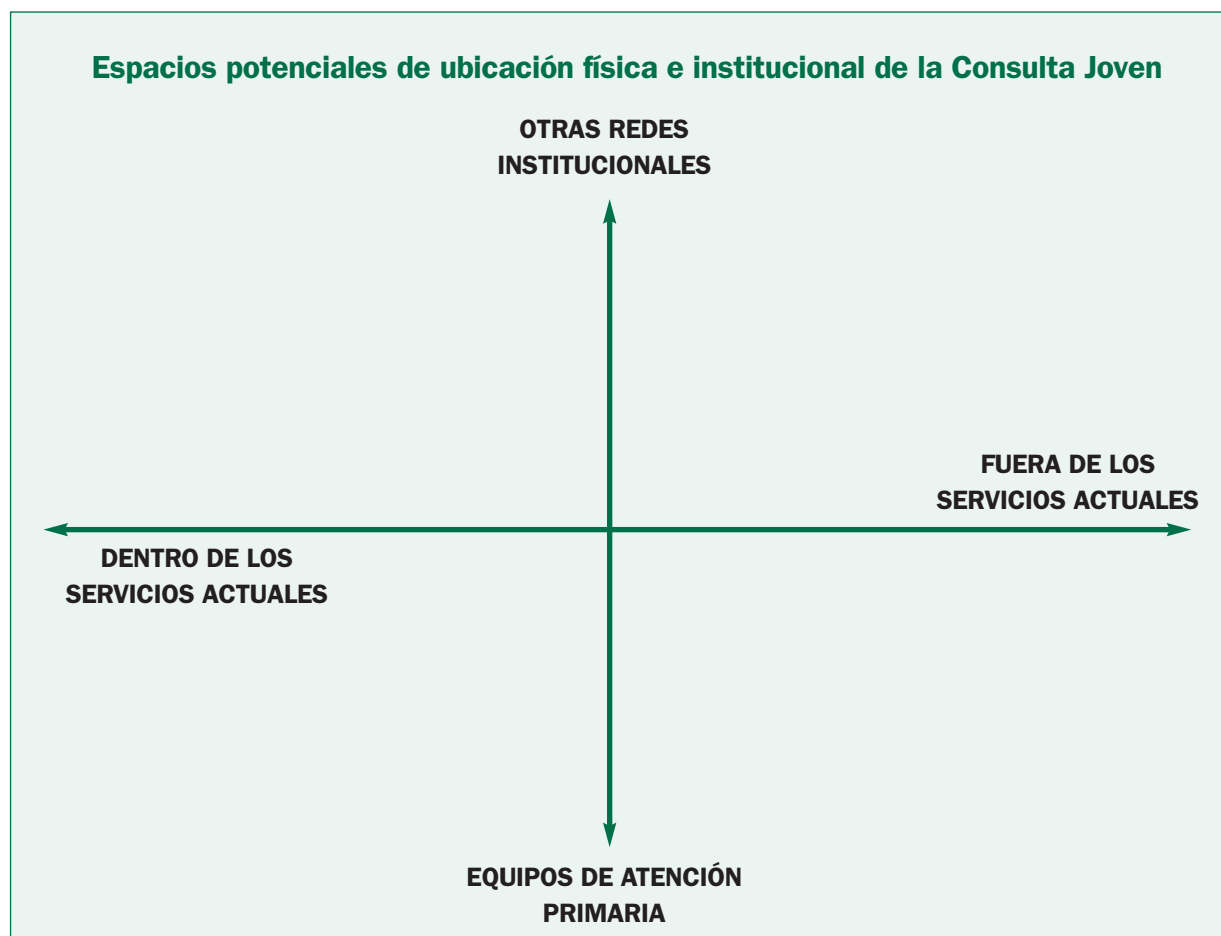 Espacios potenciales de ubicación física e institucional de la Consulta Joven
OTRAS REDES
INSTITUCIONALES
FUERA DE LOS
SERVICIOS ACTUALES
DENTRO DE LOS
SERVICIOS ACTUALES
EQUIPOS DE ATENCIÓN
PRIMARIA